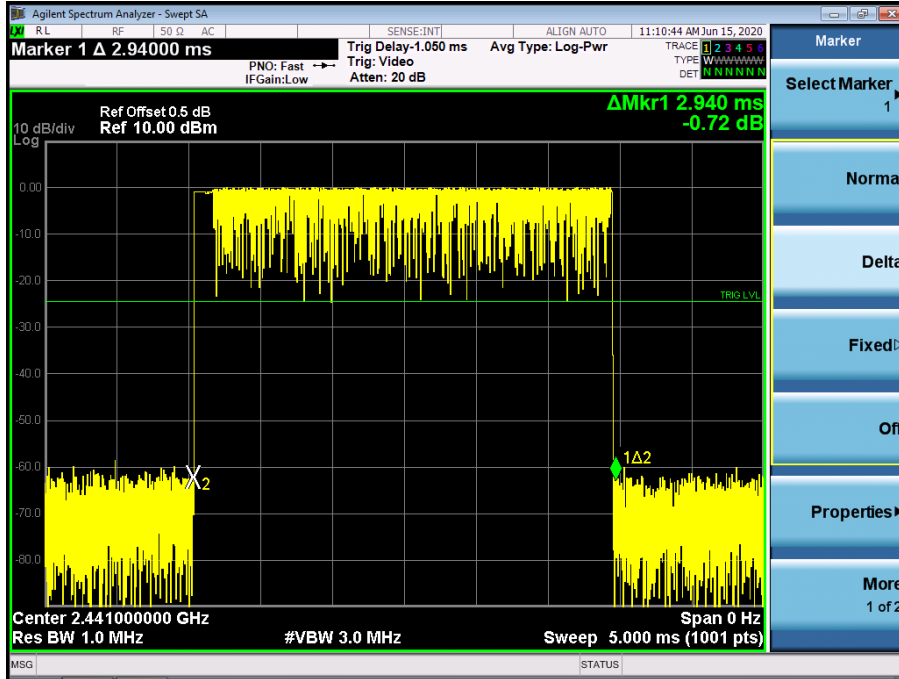 Agilent Spectrum Analyzer - Swept SA
LXI RL RF 50 Ω AC SENSE:INT ALIGN AUTO 11:10:44 AM Jun 15, 2020
Marker 1 Δ 2.94000 ms
Trig Delay-1.050 ms
Avg Type: Log-Pwr
TRACE 1 2 3 4 5 6
PNO: Fast
Trig: Video
TYPE WWWWWW
IFGain:Low
Atten: 20 dB
DET N N N N N N
ΔMkr1 2.940 ms
-0.72 dB
Ref Offset 0.5 dB
10 dB/div Ref 10.00 dBm
Log
0.00
-10.0
-20.0
TRIG LVL
-30.0
-40.0
-50.0
-60.0
1Δ2
2
-70.0
-80.0
Center 2.441000000 GHz Span 0 Hz
Res BW 1.0 MHz #VBW 3.0 MHz Sweep 5.000 ms (1001 pts)
MSG STATUS
Marker
Select Marker
1
Norma
Delta
Fixed
Of
Properties
More
1 of 2